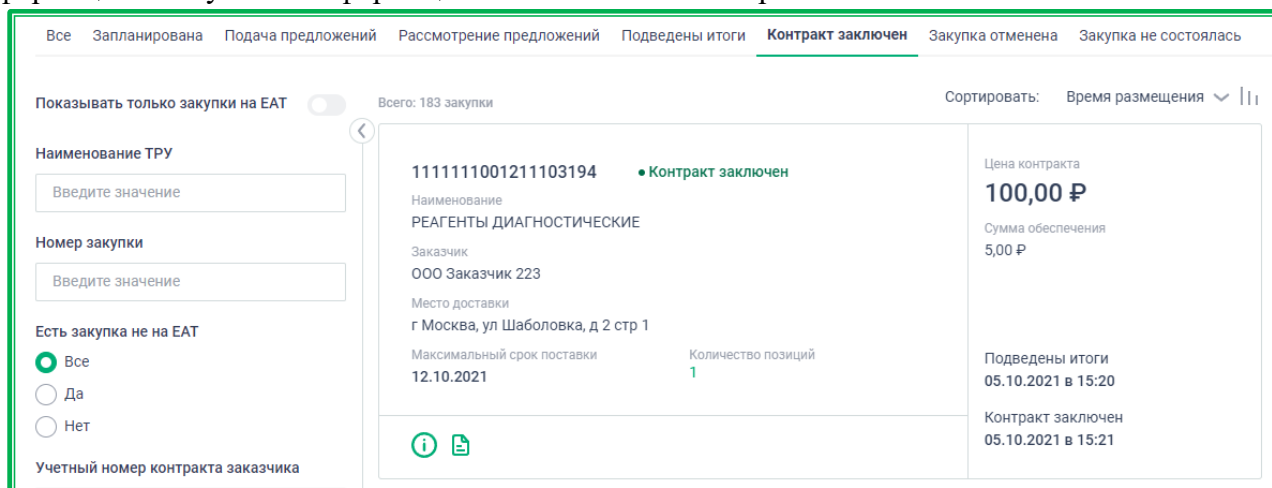 Все Запланирована Подача предложений Рассмотрение предложений Подведены итоги Контракт заключен Закупка отменена Закупка не состоялась
Показывать только закупки на ЕАТ
Всего: 183 закупки
Сортировать: Время размещения
Наименование ТРУ
Введите значение
Номер закупки
Введите значение
Есть закупка не на ЕАТ
Все
Да
Нет
Учетный номер контракта заказчика
1111111001211103194 • Контракт заключен
Наименование
РЕАГЕНТЫ ДИАГНОСТИЧЕСКИЕ
Заказчик
ООО Заказчик 223
Место доставки
г Москва, ул Шаболовка, д 2 стр 1
Максимальный срок поставки Количество позиций
12.10.2021 1
Цена контракта
100,00 ₽
Сумма обеспечения
5,00 ₽
Подведены итоги
05.10.2021 в 15:20
Контракт заключен
05.10.2021 в 15:21